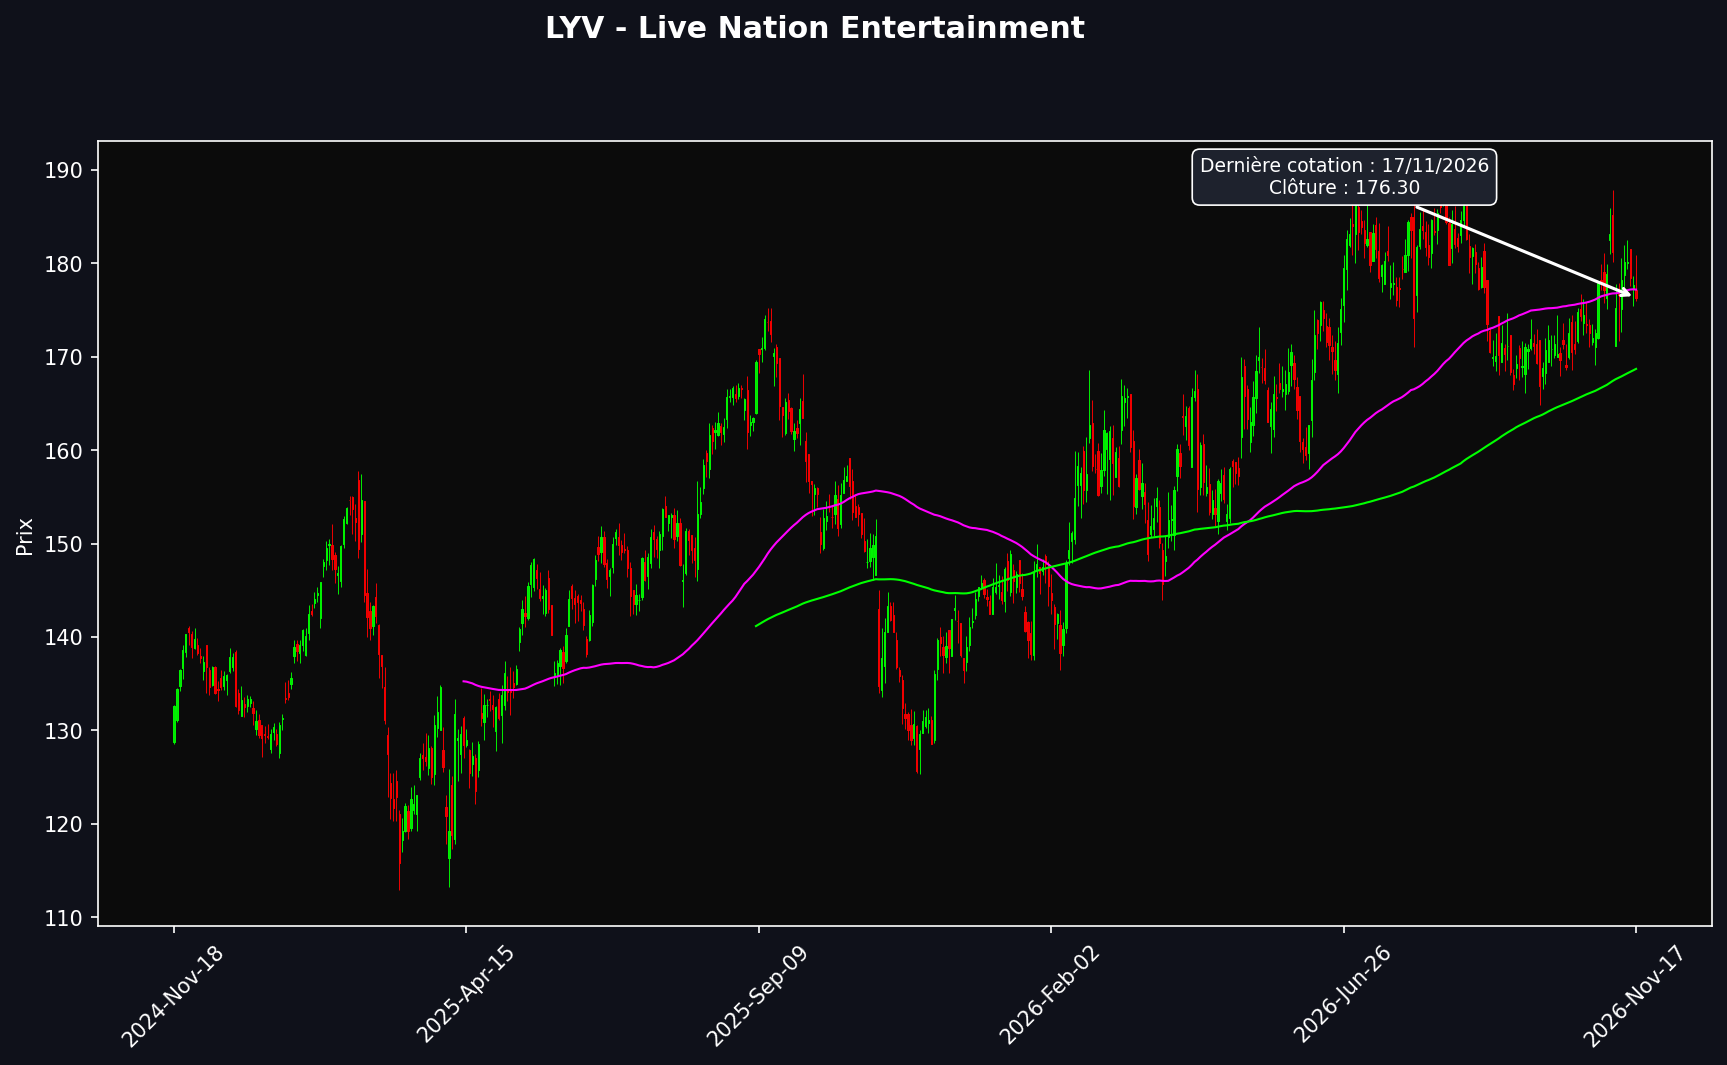 LYV - Live Nation Entertainment
Dernière cotation : 17/11/2026
Clôture : 176.30
Prix
190
180
170
160
150
140
130
120
110
2024-Nov-18
2025-Apr-15
2025-Sep-09
2026-Feb-02
2026-Jun-26
2026-Nov-17